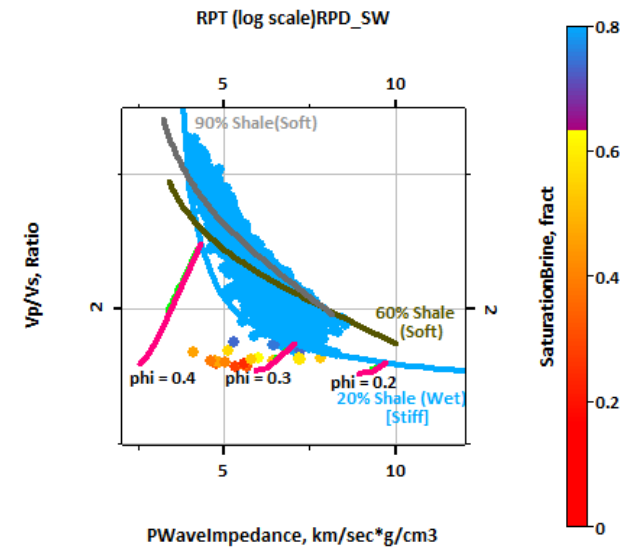 RPT (log scale)RPD_SW
5 10
90% Shale(Soft)
Vp/Vs, Ratio
2
2
60% Shale
(Soft)
phi = 0.4
phi = 0.3
phi = 0.2
20% Shale (Wet)
[Stiff]
5 10
PWaveImpedance, km/sec*g/cm3
SaturationBrine, fract
0.8
0.6
0.4
0.2
0